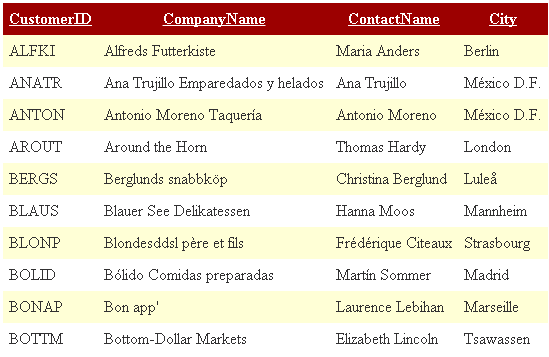 CustomerID CompanyName ContactName City
ALFKI Alfreds Futterkiste Maria Anders Berlin
ANATR Ana Trujillo Emparedados y helados Ana Trujillo México D.F.
ANTON Antonio Moreno Taquería Antonio Moreno México D.F.
AROUT Around the Horn Thomas Hardy London
BERGS Berglunds snabbköp Christina Berglund Luleå
BLAUS Blauer See Delikatessen Hanna Moos Mannheim
BLONP Blondesddsl père et fils Frédérique Citeaux Strasbourg
BOLID Bólido Comidas preparadas Martín Sommer Madrid
BONAP Bon app' Laurence Lebihan Marseille
BOTTM Bottom-Dollar Markets Elizabeth Lincoln Tsawassen